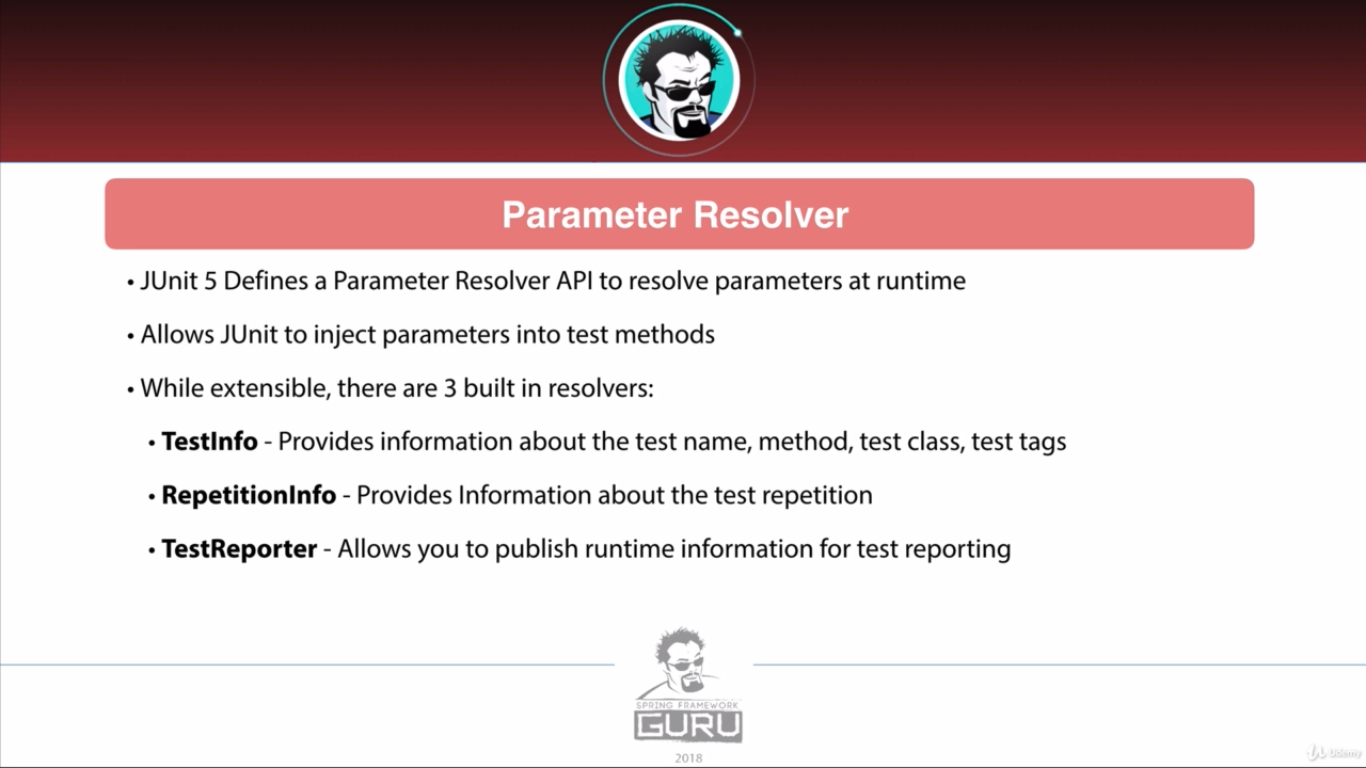 Parameter Resolver
• JUnit 5 Defines a Parameter Resolver API to resolve parameters at runtime
• Allows JUnit to inject parameters into test methods
• While extensible, there are 3 built in resolvers:
• TestInfo - Provides information about the test name, method, test class, test tags
• RepetitionInfo - Provides Information about the test repetition
• TestReporter - Allows you to publish runtime information for test reporting
SPRING FRAMEWORK
GURU
2018
Udemy